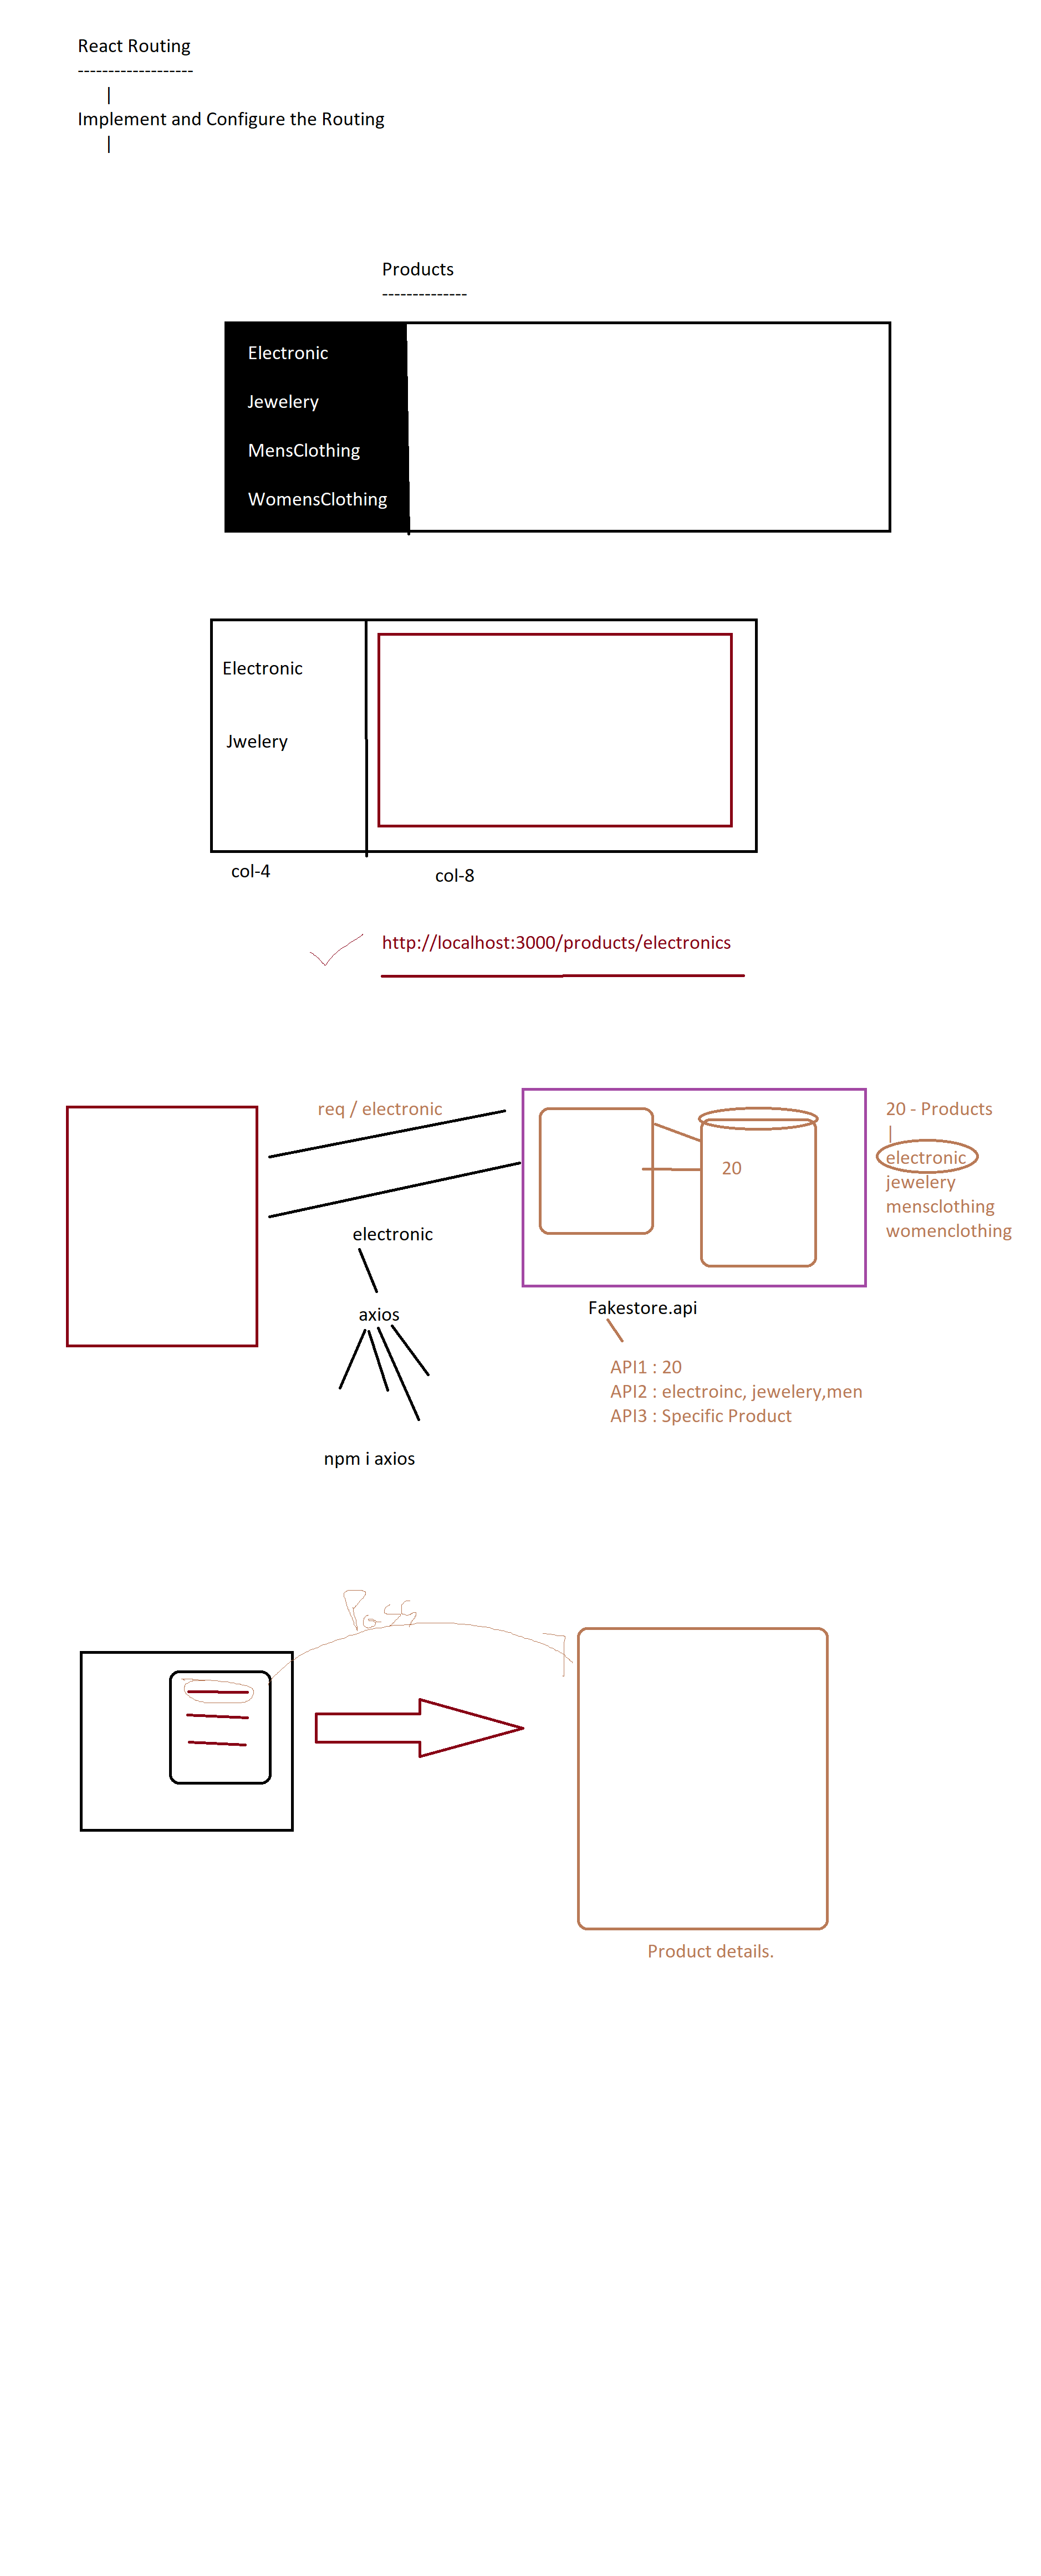 React Routing
-------------------
|
Implement and Configure the Routing
|
Products
--------------
Electronic
Jewelery
MensClothing
WomensClothing
Electronic
Jwelery
col-4
col-8
http://localhost:3000/products/electronics
req / electronic
20 - Products
|
electronic
20
jewelery
mensclothing
womenclothing
electronic
Fakestore.api
axios
API1 : 20
API2 : electroinc, jewelery,men
API3 : Specific Product
npm i axios
Pass
Product details.